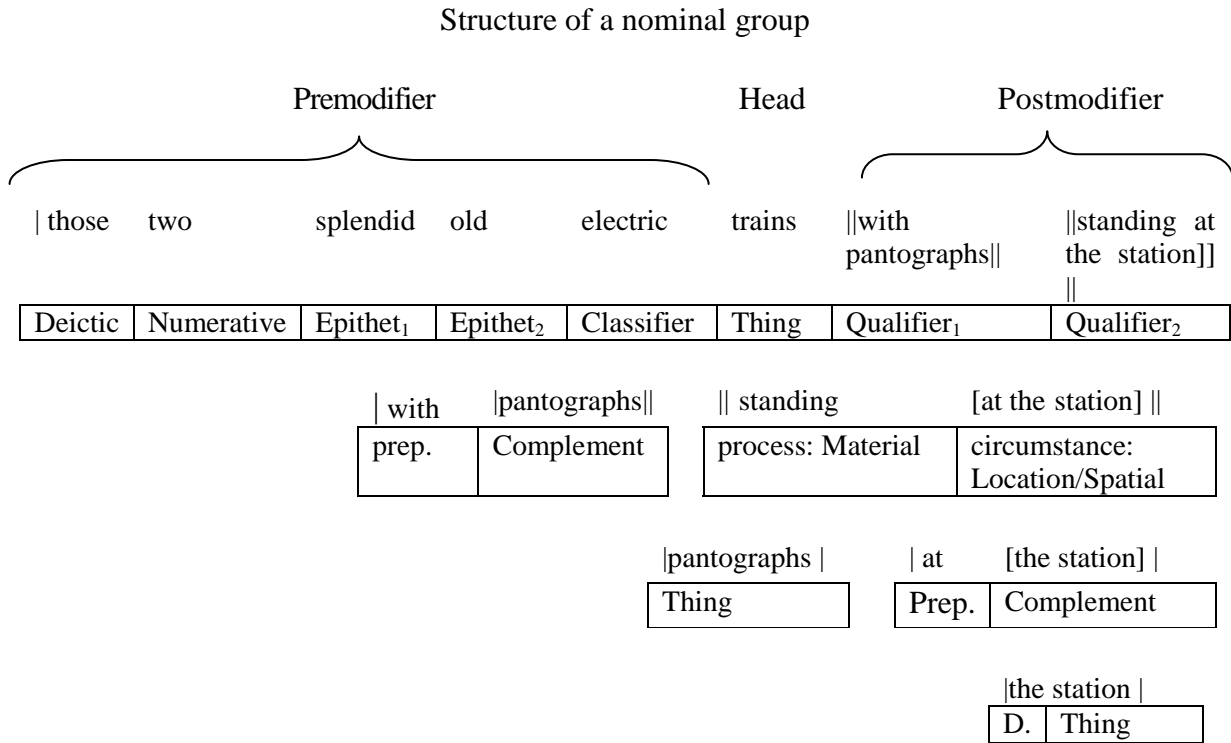 Structure of a nominal group
Premodifier Head Postmodifier
| those two splendid old electric trains ||with ||standing at
pantographs|| the station]]
||
Deictic Numerative Epithet₁ Epithet₂ Classifier Thing Qualifier₁ Qualifier₂
| with |pantographs|| || standing [at the station] ||
prep. Complement process: Material circumstance:
Location/Spatial
|pantographs | | at [the station] |
Thing Prep. Complement
|the station |
D. Thing